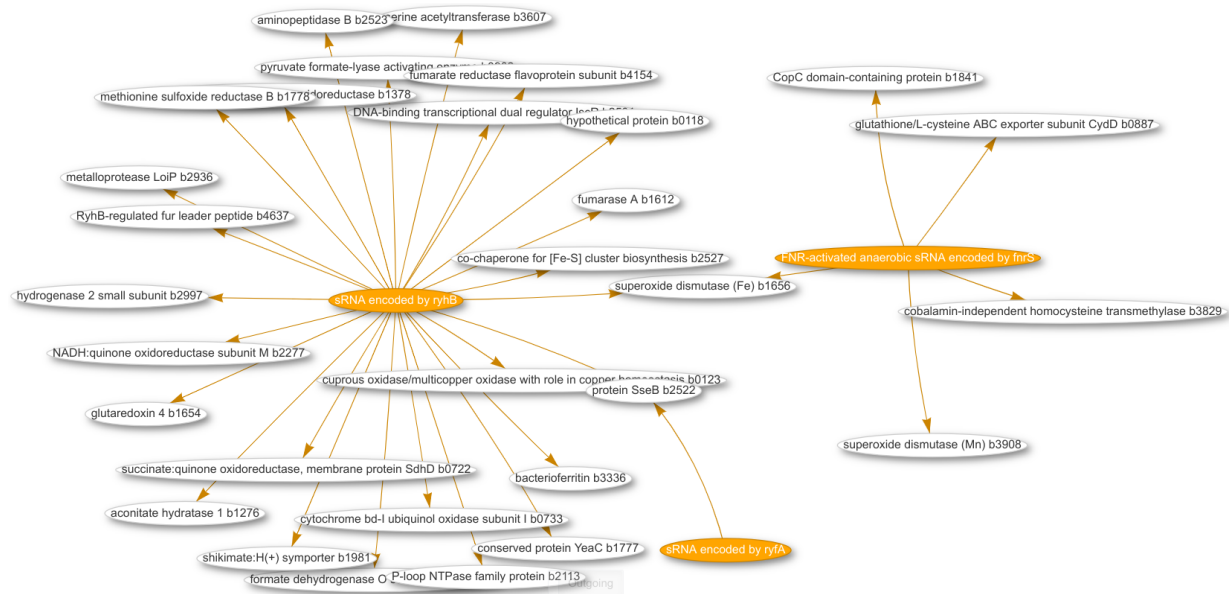 aminopeptidase B b2523
erine acetyltransferase b3607
pyruvate formate-lyase activating
fumarate reductase flavoprotein subunit b4154
CopC domain-containing protein b1841
methionine sulfoxide reductase B b1778
doreductase b1378
DNA-binding transcriptional dual regulator
hypothetical protein b0118
glutathione/L-cysteine ABC exporter subunit CydD b0887
metalloprotease LoiP b2936
fumarase A b1612
RyhB-regulated fur leader peptide b4637
co-chaperone for [Fe-S] cluster biosynthesis b2527
FNR-activated anaerobic sRNA encoded by fnrS
superoxide dismutase (Fe) b1656
hydrogenase 2 small subunit b2997
sRNA encoded by ryhB
cobalamin-independent homocysteine transmethylase b3829
NADH:quinone oxidoreductase subunit M b2277
cuprous oxidase/multicopper oxidase with role in copper homeostasis b0123
protein SseB b2522
glutaredoxin 4 b1654
superoxide dismutase (Mn) b3908
succinate:quinone oxidoreductase, membrane protein SdhD b0722
bacterioferritin b3336
aconitate hydratase 1 b1276
cytochrome bd-I ubiquinol oxidase subunit I b0733
conserved protein YeaC b1777
sRNA encoded by ryfA
shikimate:H(+) symporter b1981
formate dehydrogenase O
P-loop NTPase family protein b2113
Outgoing